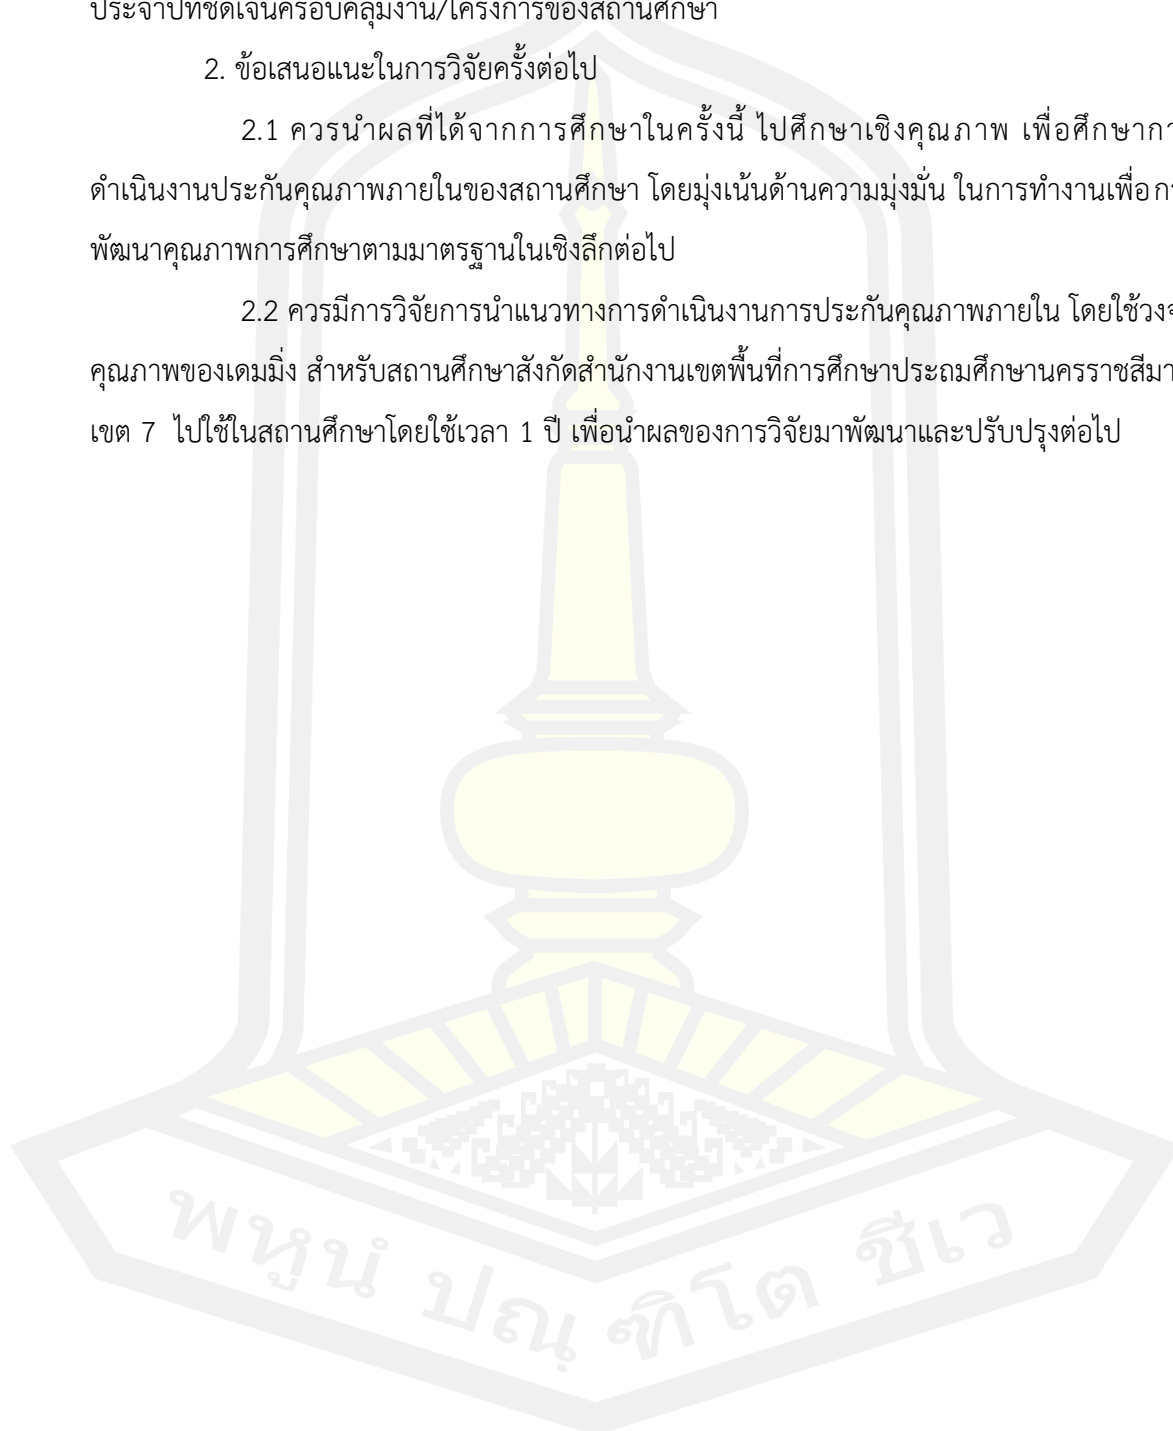 ประจำปีที่ชัดเจนครอบคลุมงาน/โครงการของสถานศึกษา
2. ข้อเสนอแนะในการวิจัยครั้งต่อไป
2.1 ควรนำผลที่ได้จากการศึกษาในครั้งนี้ ไปศึกษาเชิงคุณภาพ เพื่อศึกษากา
ดำเนินงานประกันคุณภาพภายในของสถานศึกษา โดยมุ่งเน้นด้านความมุ่งมั่น ในการทำงานเพื่อกา
พัฒนาคุณภาพการศึกษาตามมาตรฐานในเชิงลึกต่อไป
2.2 ควรมีการวิจัยการนำแนวทางการดำเนินงานการประกันคุณภาพภายใน โดยใช้วงจ
คุณภาพของเดมมิ่ง สำหรับสถานศึกษาสังกัดสำนักงานเขตพื้นที่การศึกษาประถมศึกษานครราชสีมา
เขต 7 ไปใช้ในสถานศึกษาโดยใช้เวลา 1 ปี เพื่อนำผลของการวิจัยมาพัฒนาและปรับปรุงต่อไป
พหูนํ ปณฺฑิโต ชีเว